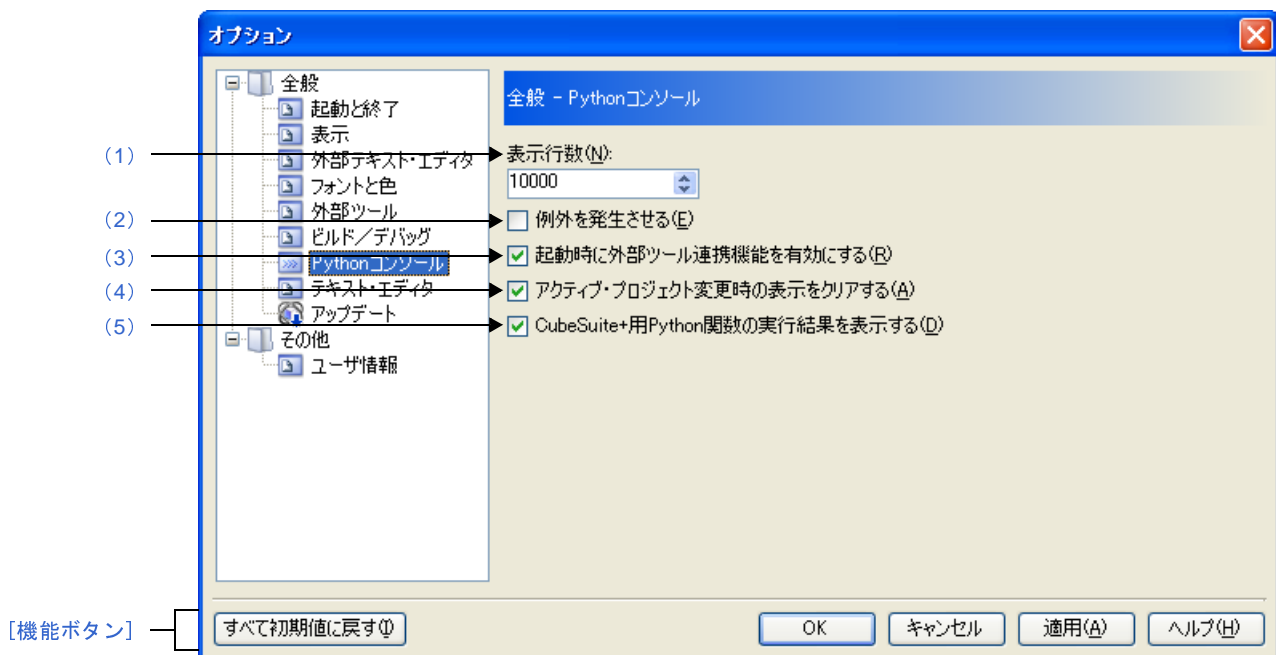 オプション
全般
起動と終了
表示
外部テキスト・エディタ
フォントと色
外部ツール
ビルド／デバッグ
Pythonコンソール
テキスト・エディタ
アップデート
その他
ユーザ情報
全般 - Pythonコンソール
(1)
表示行数(N):
10000
(2)
例外を発生させる(E)
(3)
起動時に外部ツール連携機能を有効にする(R)
(4)
アクティブ・プロジェクト変更時の表示をクリアする(A)
(5)
CubeSuite+用Python関数の実行結果を表示する(D)
[機能ボタン]
すべて初期値に戻す(I)
OK
キャンセル
適用(A)
ヘルプ(H)